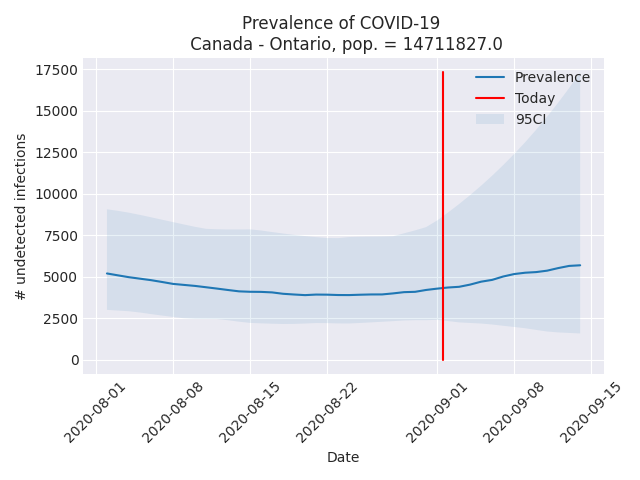 Prevalence of COVID-19
Canada - Ontario, pop. = 14711827.0
17500
15000
12500
10000
7500
5000
2500
0
# undetected infections
Prevalence
Today
95CI
2020-08-01
2020-08-08
2020-08-15
2020-08-22
2020-09-01
2020-09-08
2020-09-15
Date